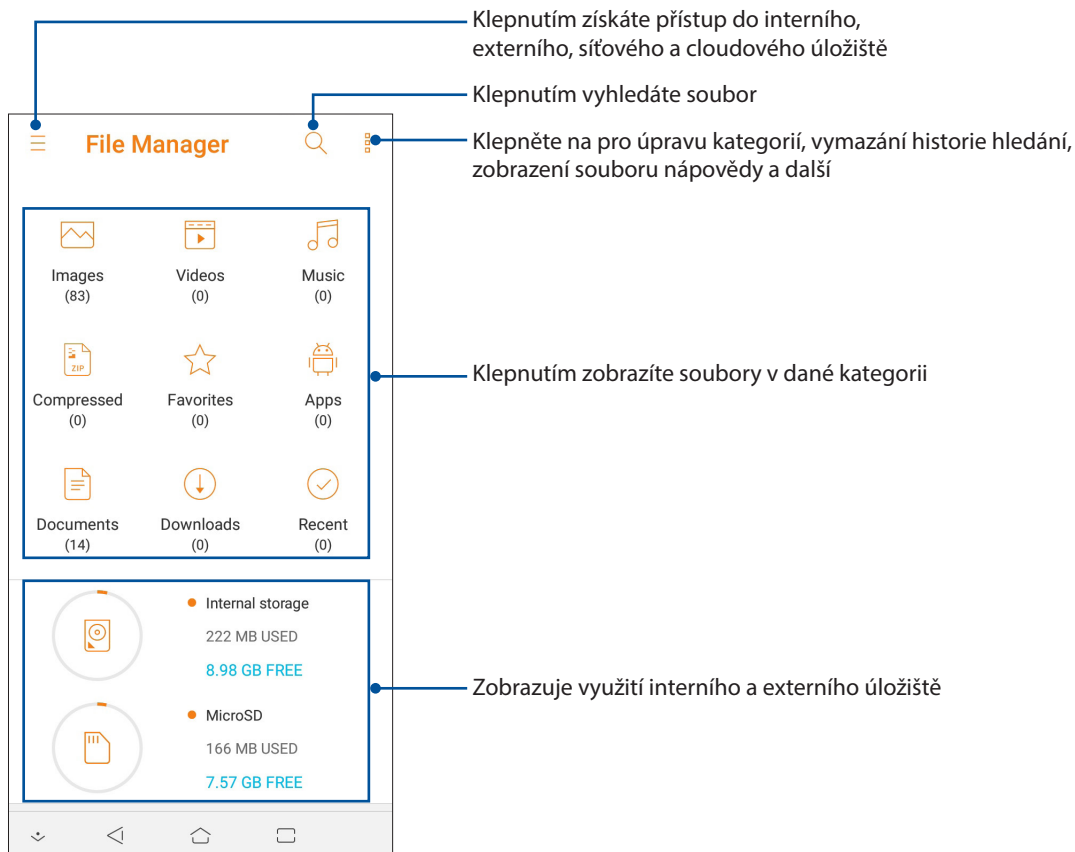 Klepnutím získáte přístup do interního,
externího, síťového a cloudového úložiště
Klepnutím vyhledáte soubor
Klepněte na pro úpravu kategorií, vymazání historie hledání,
zobrazení souboru nápovědy a další
File Manager
Images
(83)
Videos
(0)
Music
(0)
ZIP
Compressed
(0)
Favorites
(0)
Apps
(0)
Klepnutím zobrazíte soubory v dané kategorii
Documents
(14)
Downloads
(0)
Recent
(0)
Internal storage
222 MB USED
8.98 GB FREE
Zobrazuje využití interního a externího úložiště
MicroSD
166 MB USED
7.57 GB FREE